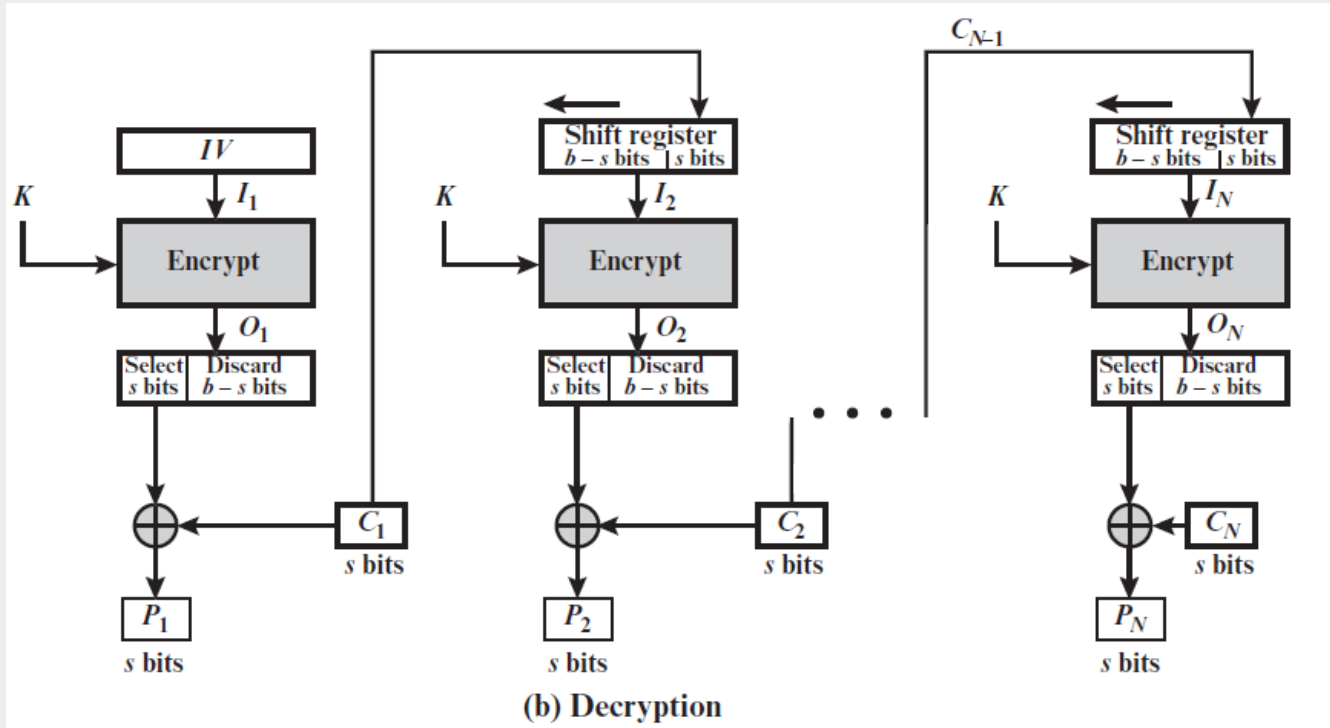 C_{N-1}
IV
Shift register
b – s bits | s bits
Shift register
b – s bits | s bits
K
I_1
K
I_2
K
I_N
Encrypt
Encrypt
Encrypt
O_1
O_2
O_N
Select
s bits
Discard
b – s bits
Select
s bits
Discard
b – s bits
Select
s bits
Discard
b – s bits
C_1
s bits
C_2
s bits
C_N
s bits
P_1
s bits
P_2
s bits
P_N
s bits
(b) Decryption